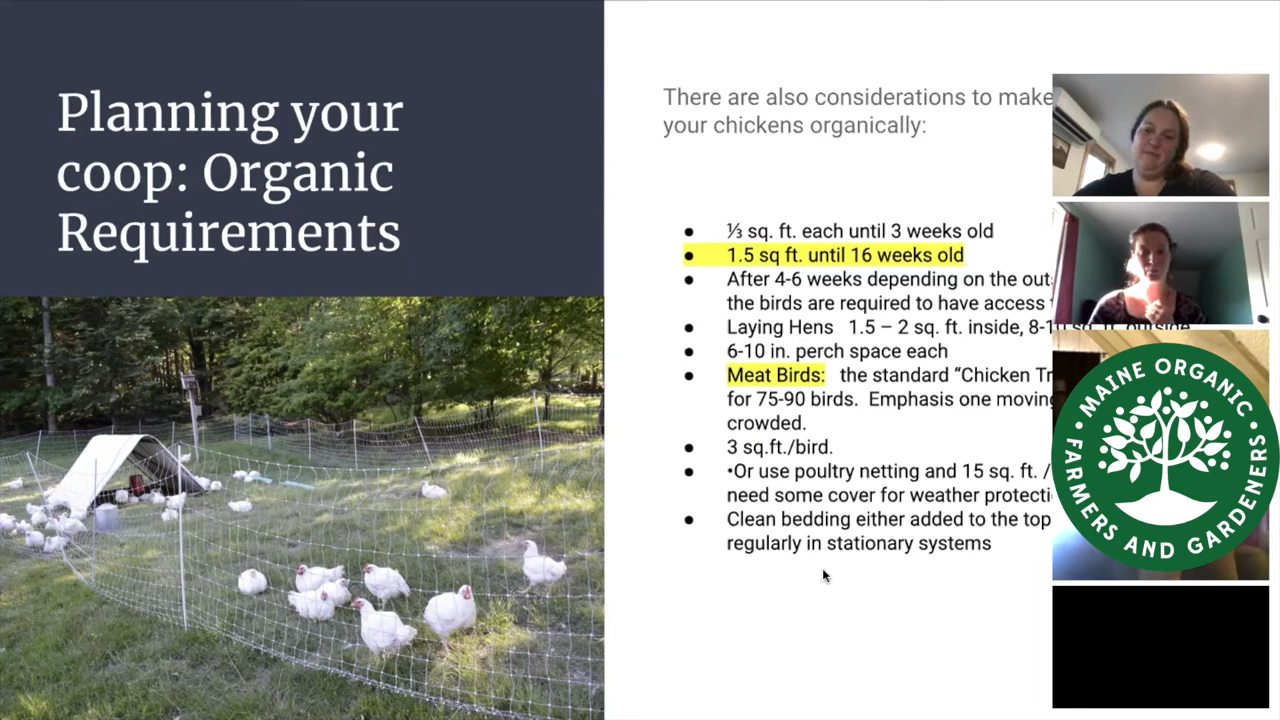 Planning your
coop: Organic
Requirements
There are also considerations to make
your chickens organically:
● ⅓ sq. ft. each until 3 weeks old
● 1.5 sq ft. until 16 weeks old
● After 4-6 weeks depending on the
the birds are required to have access
● Laying Hens 1.5 – 2 sq. ft. inside, sq. ft. outside
● 6-10 in. perch space each
● Meat Birds: the standard “Chicken
for 75-90 birds. Emphasis one moving
crowded.
● 3 sq.ft./bird.
● •Or use poultry netting and 15 sq. ft. /
need some cover for weather
● Clean bedding either added to the top
regularly in stationary systems
MAINE ORGANIC
FARMERS AND GARDENERS